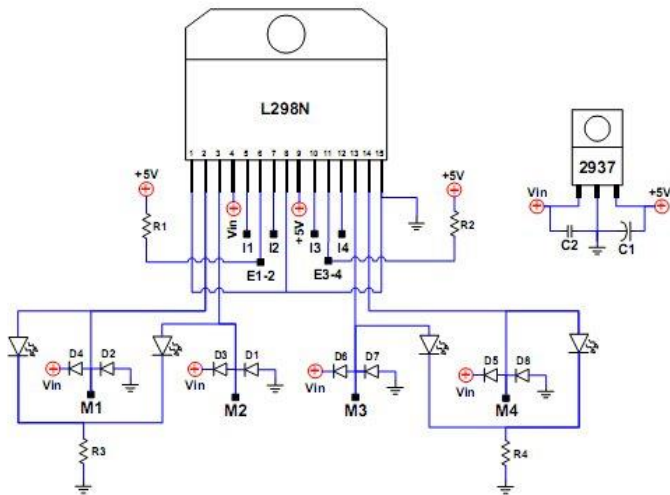 L298N
1 2 3 4 5 6 7 8 9 10 11 12 13 14 15
2937
+5V
+5V
Vin
+5V
R1
Vin
I1
I2
+5V
I3
I4
R2
C2
C1
E1-2
E3-4
D4
D2
D3
D1
D6
D7
D5
D8
Vin
Vin
Vin
Vin
M1
M2
M3
M4
R3
R4